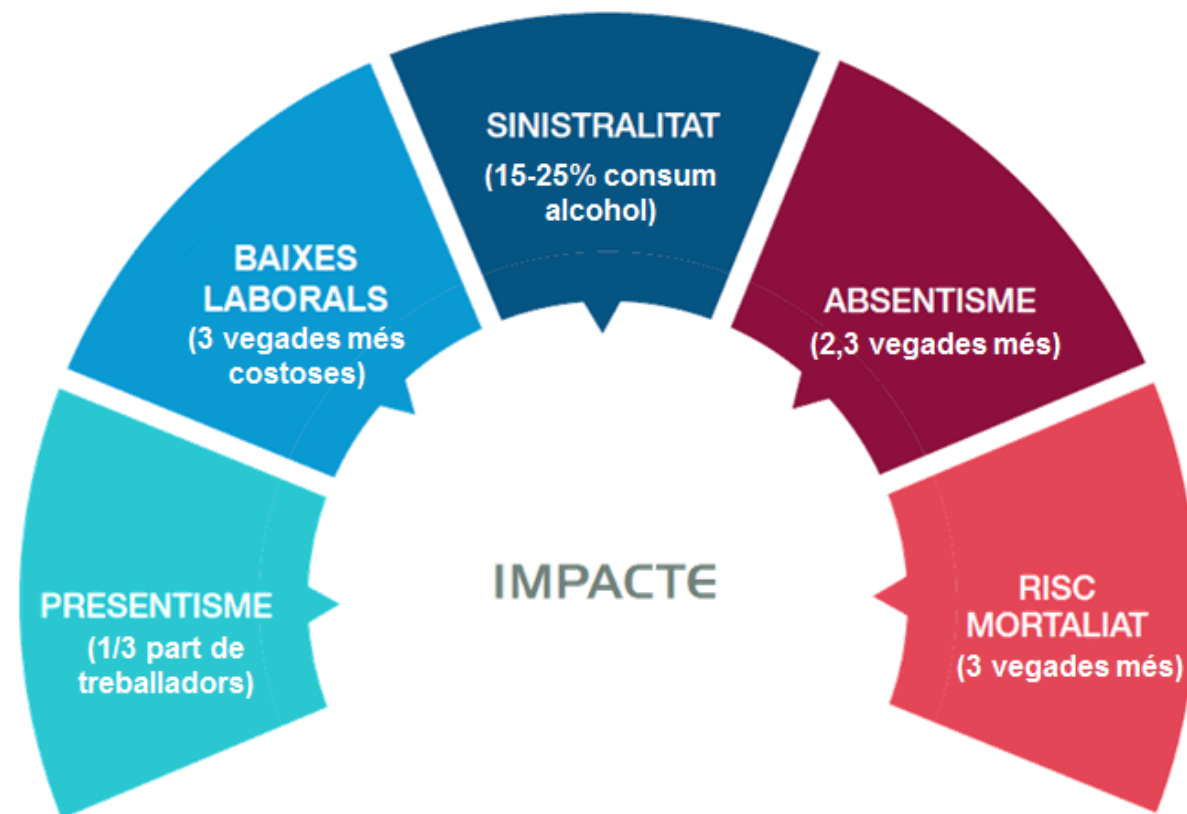 SINISTRALITAT
(15-25% consum
alcohol)
BAIXES
LABORALS
(3 vegades més
costoses)
ABSENTISME
(2,3 vegades més)
PRESENTISME
(1/3 part de
treballadors)
IMPACTE
RISC
MORTALIAT
(3 vegades més)